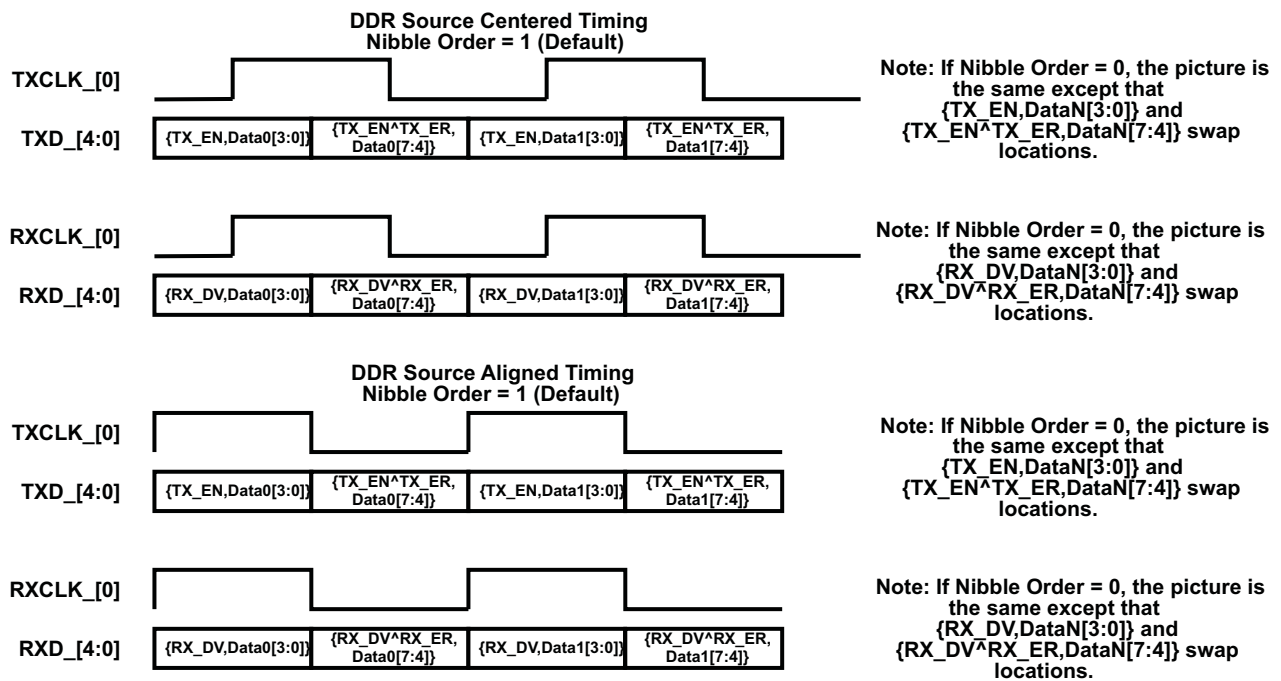 DDR Source Centered Timing
Nibble Order = 1 (Default)
TXCLK_[0]
TXD_[4:0]
{TX_EN,Data0[3:0]}
{TX_EN^TX_ER,
Data0[7:4]}
{TX_EN,Data1[3:0]}
{TX_EN^TX_ER,
Data1[7:4]}
Note: If Nibble Order = 0, the picture is
the same except that
{TX_EN,DataN[3:0]} and
{TX_EN^TX_ER,DataN[7:4]} swap
locations.
RXCLK_[0]
RXD_[4:0]
{RX_DV,Data0[3:0]}
{RX_DV^RX_ER,
Data0[7:4]}
{RX_DV,Data1[3:0]}
{RX_DV^RX_ER,
Data1[7:4]}
Note: If Nibble Order = 0, the picture is
the same except that
{RX_DV,DataN[3:0]} and
{RX_DV^RX_ER,DataN[7:4]} swap
locations.
DDR Source Aligned Timing
Nibble Order = 1 (Default)
TXCLK_[0]
TXD_[4:0]
{TX_EN,Data0[3:0]}
{TX_EN^TX_ER,
Data0[7:4]}
{TX_EN,Data1[3:0]}
{TX_EN^TX_ER,
Data1[7:4]}
Note: If Nibble Order = 0, the picture is
the same except that
{TX_EN,DataN[3:0]} and
{TX_EN^TX_ER,DataN[7:4]} swap
locations.
RXCLK_[0]
RXD_[4:0]
{RX_DV,Data0[3:0]}
{RX_DV^RX_ER,
Data0[7:4]}
{RX_DV,Data1[3:0]}
{RX_DV^RX_ER,
Data1[7:4]}
Note: If Nibble Order = 0, the picture is
the same except that
{RX_DV,DataN[3:0]} and
{RX_DV^RX_ER,DataN[7:4]} swap
locations.